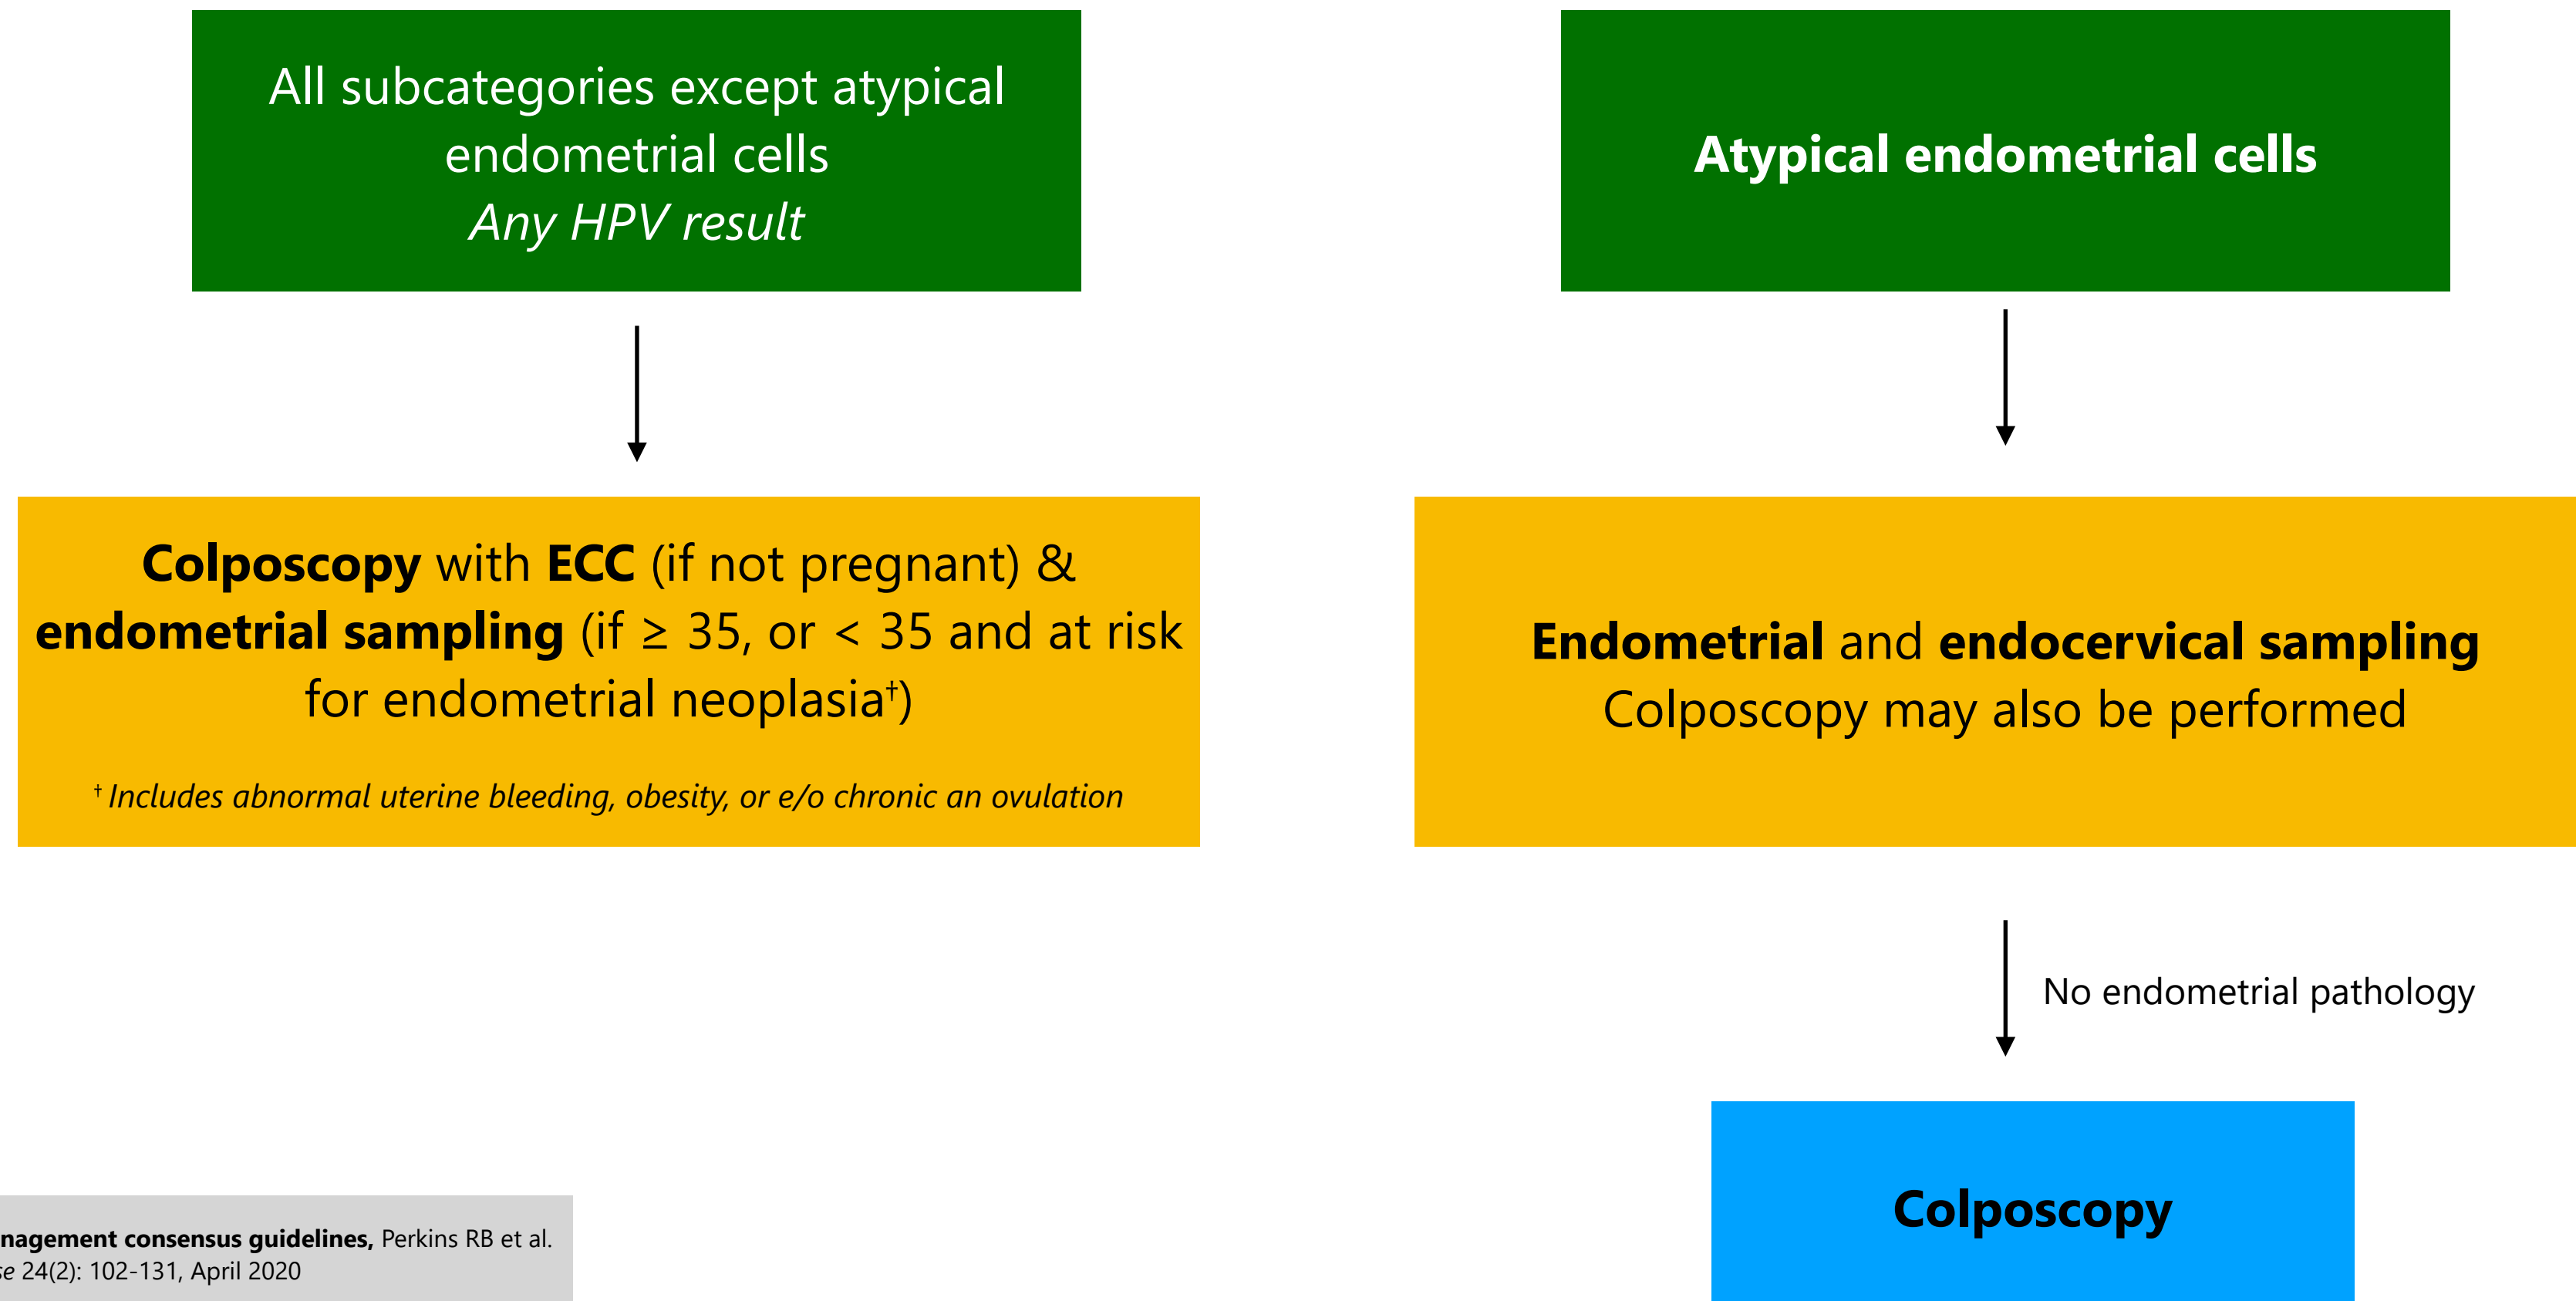 All subcategories except atypical
endometrial cells
Any HPV result
Atypical endometrial cells
Colposcopy with ECC (if not pregnant) &
endometrial sampling (if ≥ 35, or < 35 and at risk
for endometrial neoplasia†)
† Includes abnormal uterine bleeding, obesity, or e/o chronic an ovulation
Endometrial and endocervical sampling
Colposcopy may also be performed
No endometrial pathology
Colposcopy
nagement consensus guidelines, Perkins RB et al.
se 24(2): 102-131, April 2020